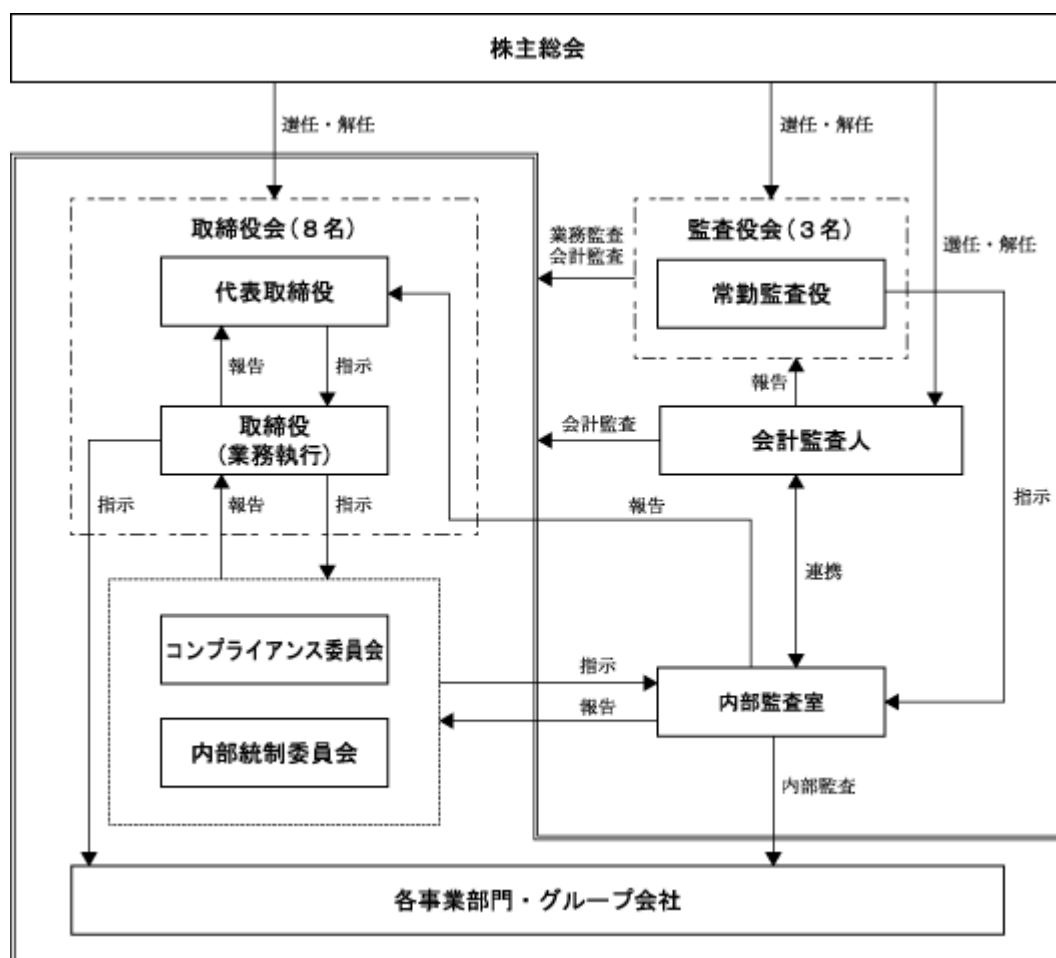 株主総会
選任・解任
選任・解任
選任・解任
取締役会(8名)
監査役会(3名)
業務監査
会計監査
代表取締役
常勤監査役
報告
指示
報告
取締役
(業務執行)
会計監査
会計監査人
指示
報告
指示
報告
指示
連携
コンプライアンス委員会
指示
内部監査室
報告
内部統制委員会
内部監査
各事業部門・グループ会社